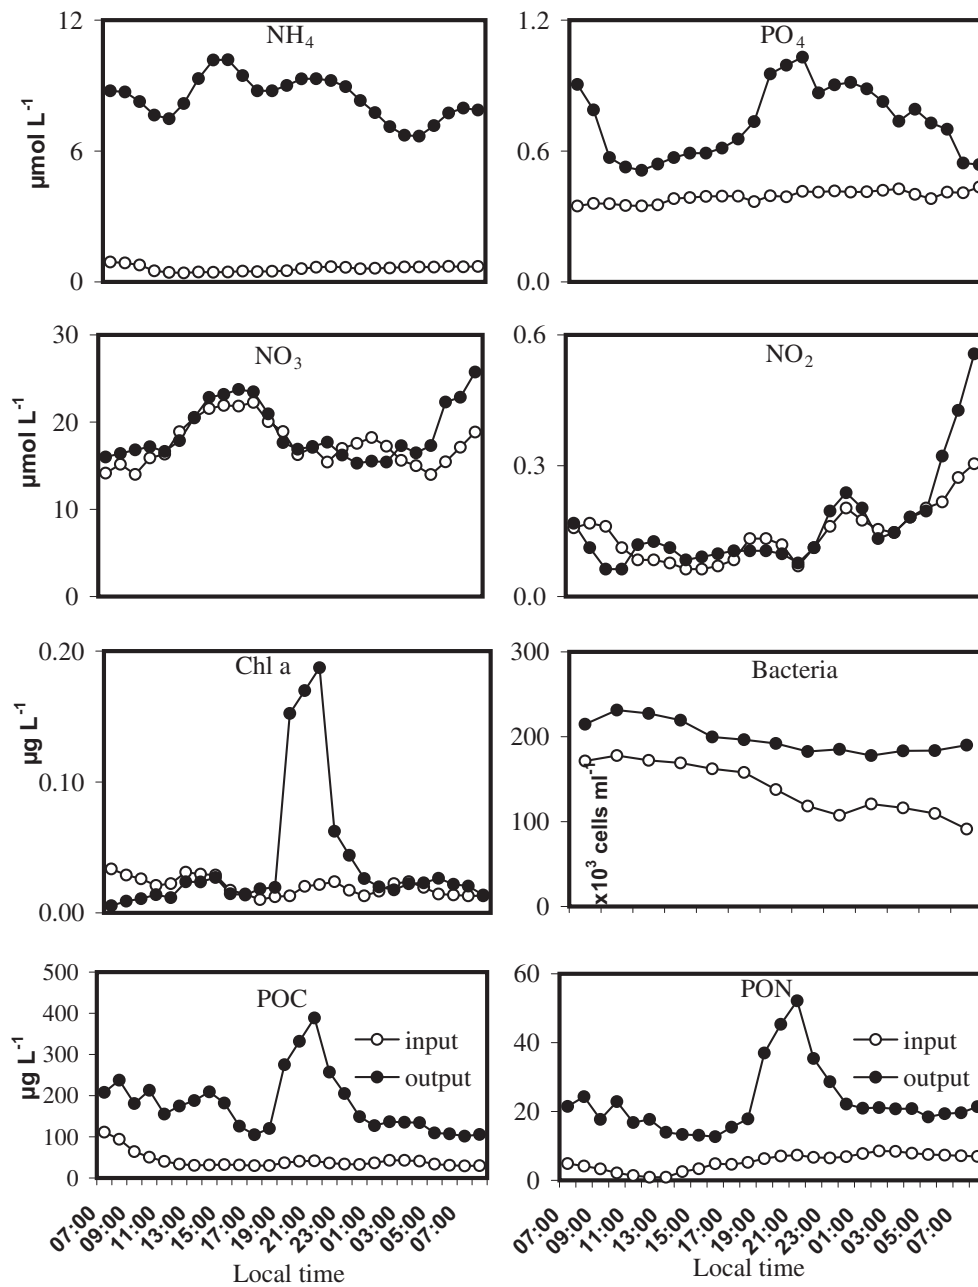 NH₄
12
6
0
µmol L⁻¹
PO₄
1.2
0.6
0.0
NO₃
30
20
10
0
µmol L⁻¹
NO₂
0.6
0.3
0.0
Chl a
0.20
0.10
0.00
µg L⁻¹
Bacteria
300
200
100
0
x10³ cells ml⁻¹
POC
500
400
300
200
100
0
µg L⁻¹
input
output
07:00 09:00 11:00 13:00 15:00 17:00 19:00 21:00 23:00 01:00 03:00 05:00 07:00
Local time
PON
60
40
20
0
input
output
07:00 09:00 11:00 13:00 15:00 17:00 19:00 21:00 23:00 01:00 03:00 05:00 07:00
Local time